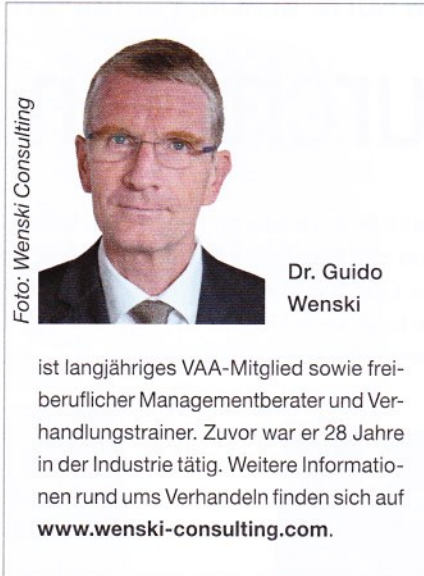 Foto: Wenski Consulting
Dr. Guido
Wenski
ist langjähriges VAA-Mitglied sowie frei-
beruflicher Managementberater und Ver-
handlungstrainer. Zuvor war er 28 Jahre
in der Industrie tätig. Weitere Informatio-
nen rund ums Verhandeln finden sich auf
www.wenski-consulting.com.